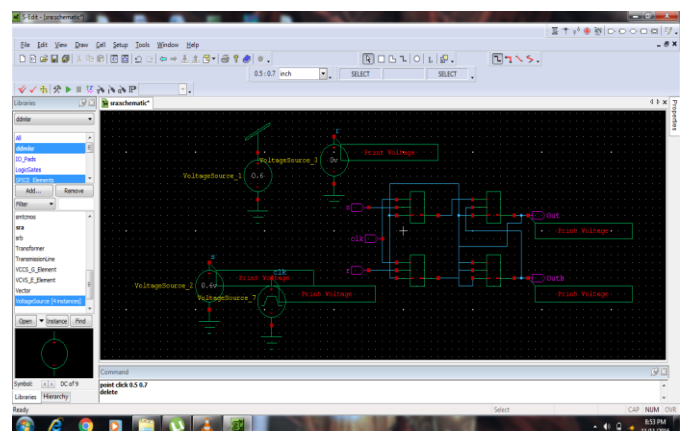 S-Edit - [sraschematic*]
File Edit View Draw Cell Setup Tools Window Help
0.5 : 0.7 inch SELECT SELECT
Libraries
sraschematic*
Properties
ddmlar
All
ddmlar
IO_Pads
LogicGates
SPICE_Elements
Add... Remove
Filter
sra
srb
Transformer
TransmissionLine
VCCS_G_Element
VCVS_E_Element
Vector
VoltageSource [4 instances]
Open Instance Find
Symbol: DC of 9
Libraries Hierarchy
r
Print Voltage
VoltageSource_3
0v
VoltageSource_1
0.6
s
clk
r
Out
Print Voltage
Outb
Print Voltage
s
clk
Print Voltage
VoltageSource_2
0.6v
VoltageSource_7
Print Voltage
Command
point click 0.5 0.7
delete
Ready
Select
CAP NUM OVR
8:53 PM